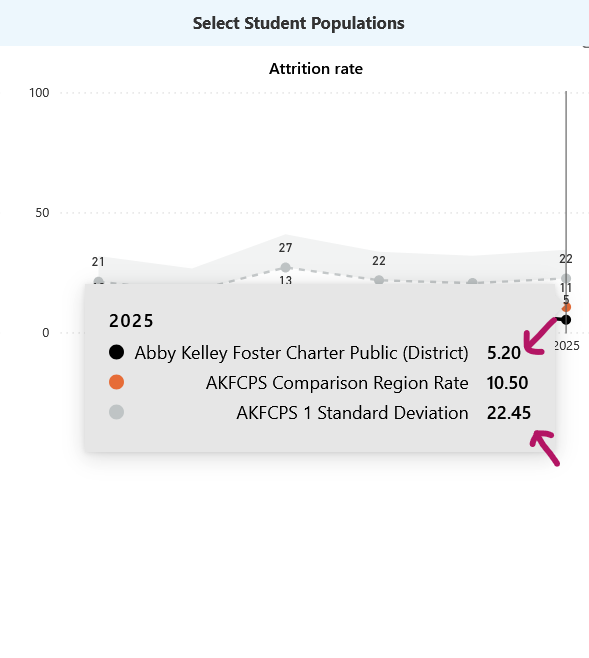 Select Student Populations
Attrition rate
100
50
21
27
22
22
13
11
5
0
2025
2025
Abby Kelley Foster Charter Public (District) 5.20
AKFCPS Comparison Region Rate 10.50
AKFCPS 1 Standard Deviation 22.45